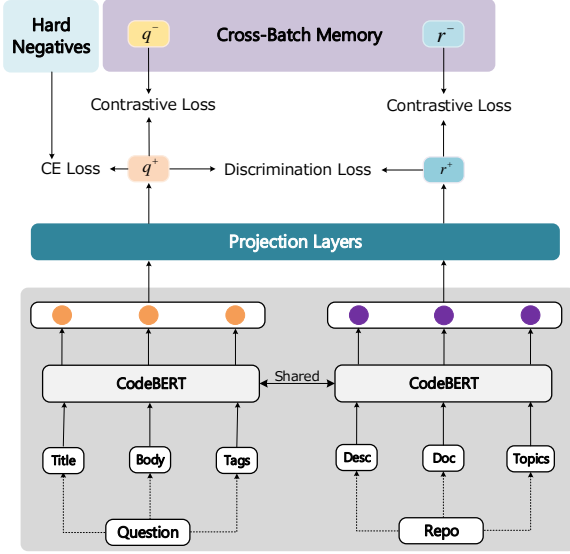 Hard
Negatives
q⁻
Cross-Batch Memory
r⁻
Contrastive Loss
Contrastive Loss
CE Loss
q⁺
Discrimination Loss
r⁺
Projection Layers
CodeBERT
Shared
CodeBERT
Title
Body
Tags
Desc
Doc
Topics
Question
Repo